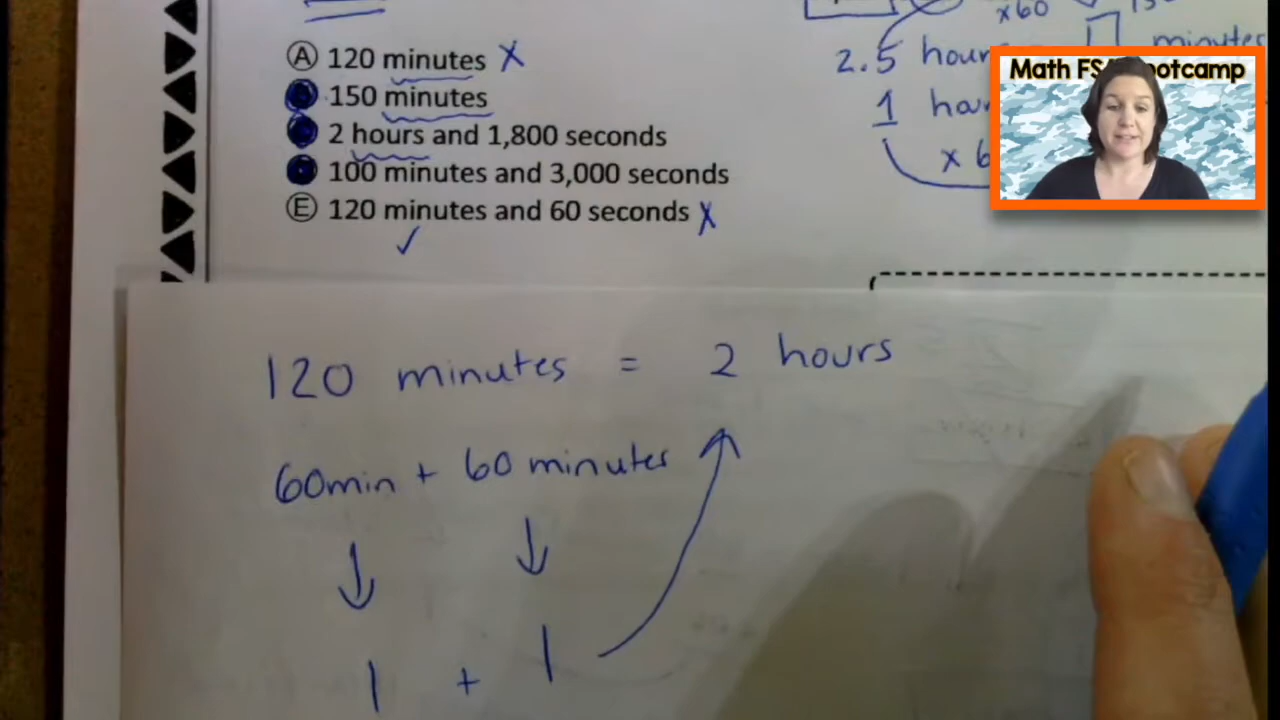 x60
2.5 hour
minutes
1 ha
x 6
Math FSA Bootcamp
Ⓐ 120 minutes X
150 minutes
2 hours and 1,800 seconds
100 minutes and 3,000 seconds
Ⓔ 120 minutes and 60 seconds X
120 minutes = 2 hours
60min + 60 minutes
1 + 1